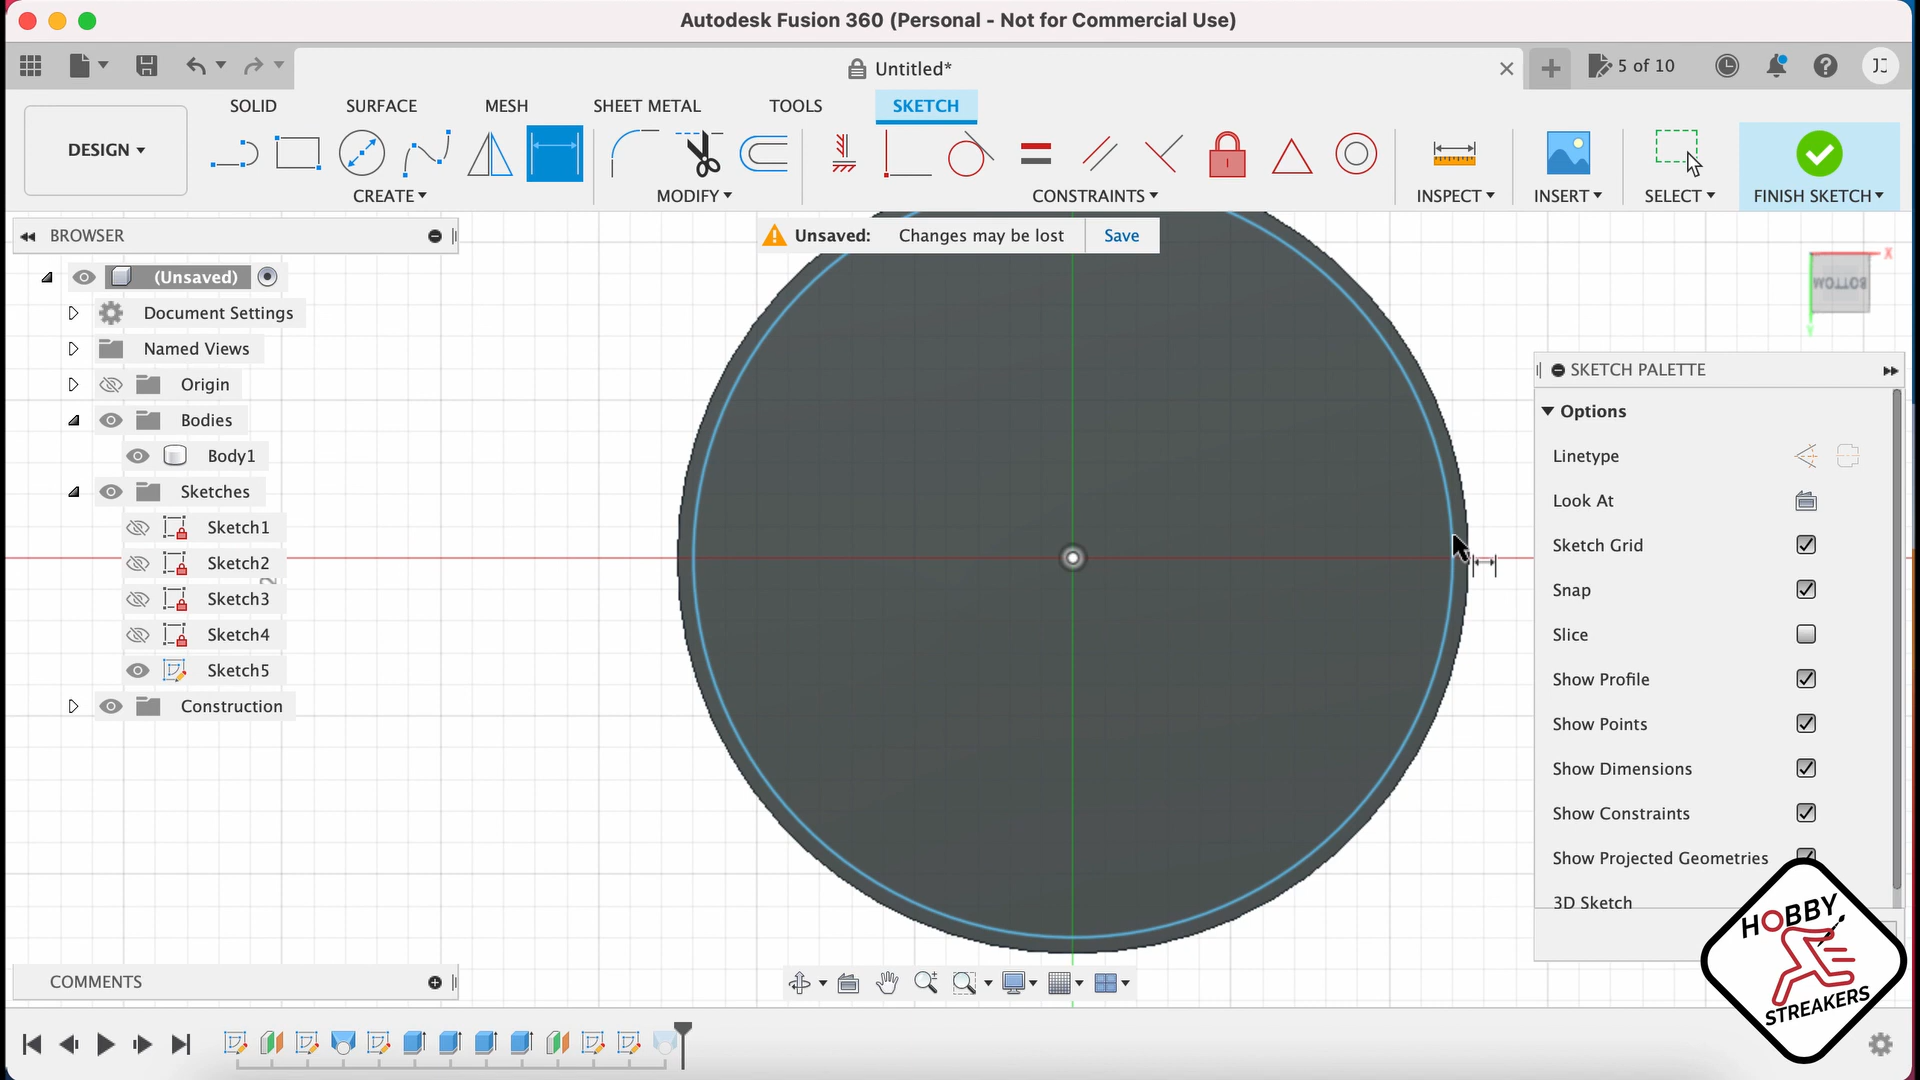 Autodesk Fusion 360 (Personal - Not for Commercial Use)
Untitled*
5 of 10
JC
SOLID
SURFACE
MESH
SHEET METAL
TOOLS
SKETCH
DESIGN
CREATE
MODIFY
CONSTRAINTS
INSPECT
INSERT
SELECT
FINISH SKETCH
BROWSER
Unsaved: Changes may be lost Save
(Unsaved)
Document Settings
Named Views
Origin
Bodies
Body1
Sketches
Sketch1
Sketch2
Sketch3
Sketch4
Sketch5
Construction
X
BOTTOM
SKETCH PALETTE
Options
Linetype
Look At
Sketch Grid
Snap
Slice
Show Profile
Show Points
Show Dimensions
Show Constraints
Show Projected Geometries
3D Sketch
COMMENTS
HOBBY
STREAKERS